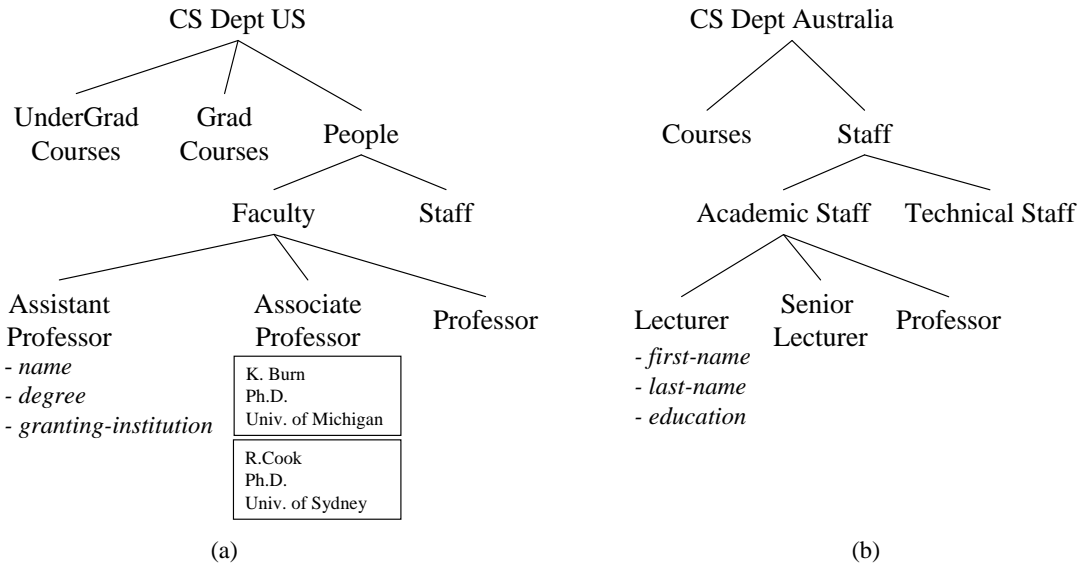 CS Dept US
UnderGrad
Courses
Grad
Courses
People
Faculty
Staff
Assistant
Professor
- name
- degree
- granting-institution
Associate
Professor
K. Burn
Ph.D.
Univ. of Michigan
R.Cook
Ph.D.
Univ. of Sydney
Professor
(a)
CS Dept Australia
Courses
Staff
Academic Staff
Technical Staff
Lecturer
- first-name
- last-name
- education
Senior
Lecturer
Professor
(b)